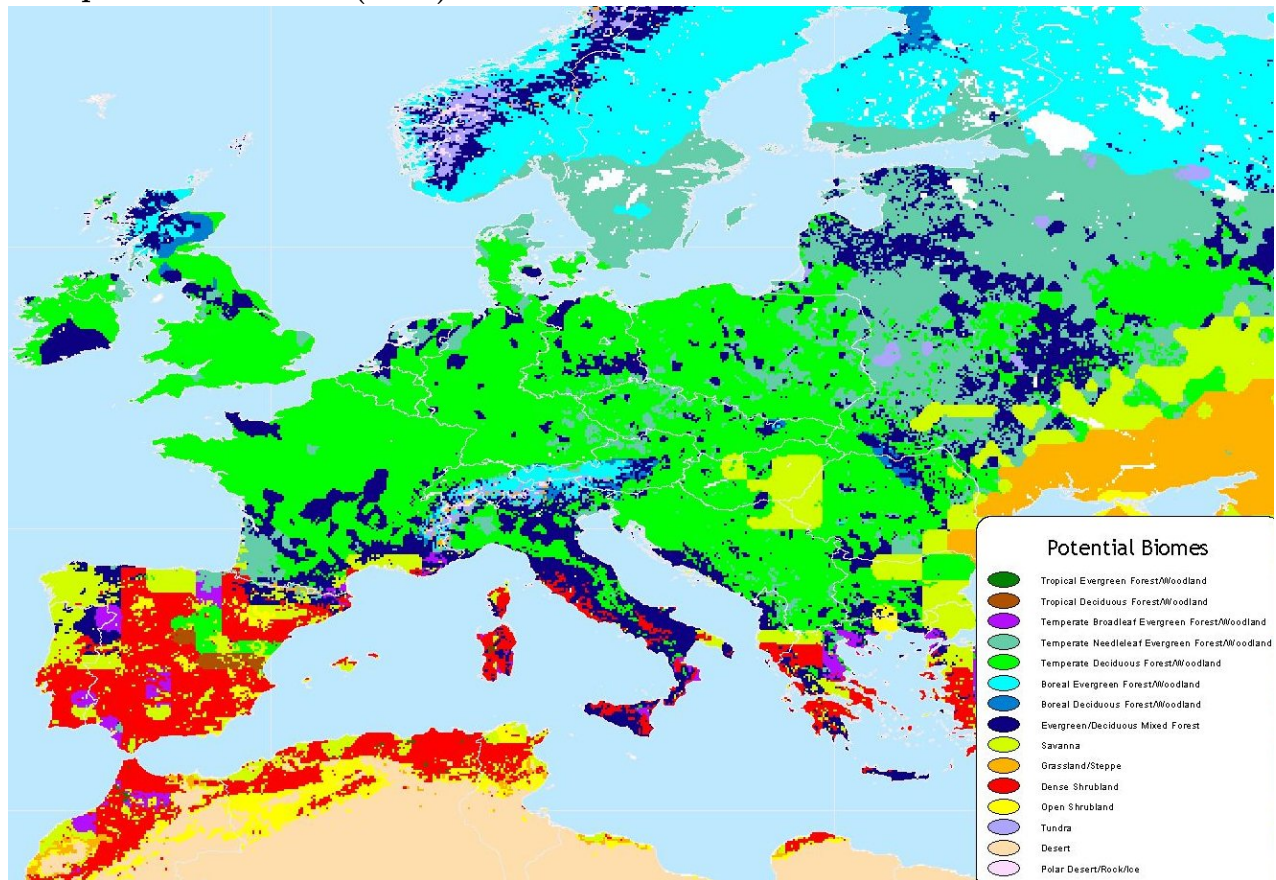 Potential Biomes
Tropical Evergreen Forest/Woodland
Tropical Deciduous Forest/Woodland
Temperate Broadleaf Evergreen Forest/Woodland
Temperate Needleleaf Evergreen Forest/Woodland
Temperate Deciduous Forest/Woodland
Boreal Evergreen Forest/Woodland
Boreal Deciduous Forest/Woodland
Evergreen/Deciduous Mixed Forest
Savanna
Grassland/Steppe
Dense Shrubland
Open Shrubland
Tundra
Desert
Polar Desert/Rock/Ice